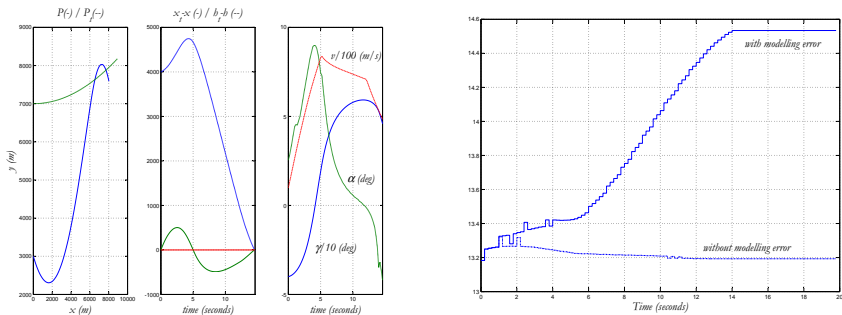 P(-) / P_t(--)
x_t-x (-) / h_t-h (--)
9000
8000
7000
6000
5000
4000
3000
2000
y (m)
0 2000 4000 6000 8000 10000
x (m)
5000
4000
3000
2000
1000
0
-1000
0 5 10
time (seconds)
10
5
0
-5
v/100 (m/s)
α (deg)
γ/10 (deg)
0 5 10
time (seconds)
14.6
14.4
14.2
14
13.8
13.6
13.4
13.2
13
with modelling error
without modelling error
0 2 4 6 8 10 12 14 16 18 20
Time (seconds)